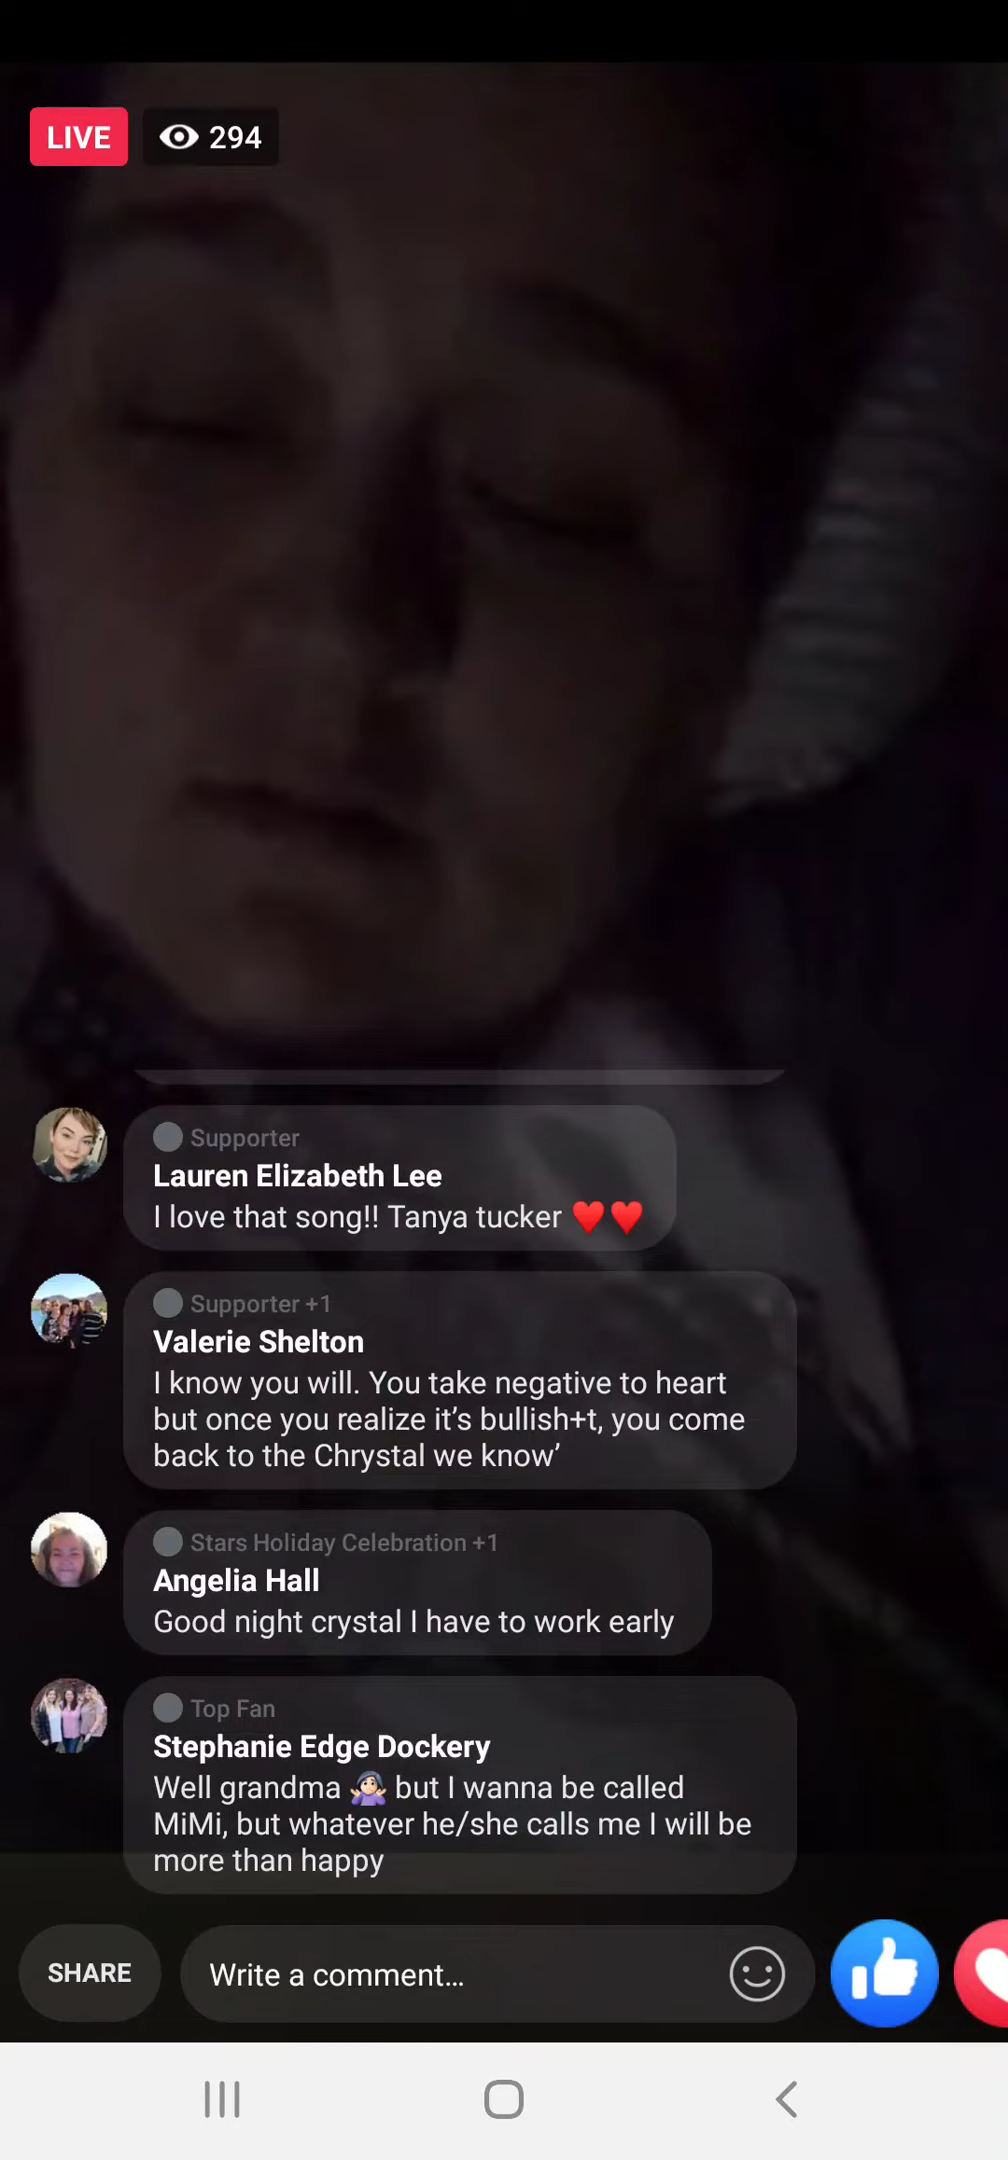 LIVE 294
Supporter
Lauren Elizabeth Lee
I love that song!! Tanya tucker ❤️❤️
Supporter +1
Valerie Shelton
I know you will. You take negative to heart
but once you realize it’s bullish+t, you come
back to the Chrystal we know’
Stars Holiday Celebration +1
Angelia Hall
Good night crystal I have to work early
Top Fan
Stephanie Edge Dockery
Well grandma 🤷🏻‍♀️ but I wanna be called
MiMi, but whatever he/she calls me I will be
more than happy
SHARE Write a comment...